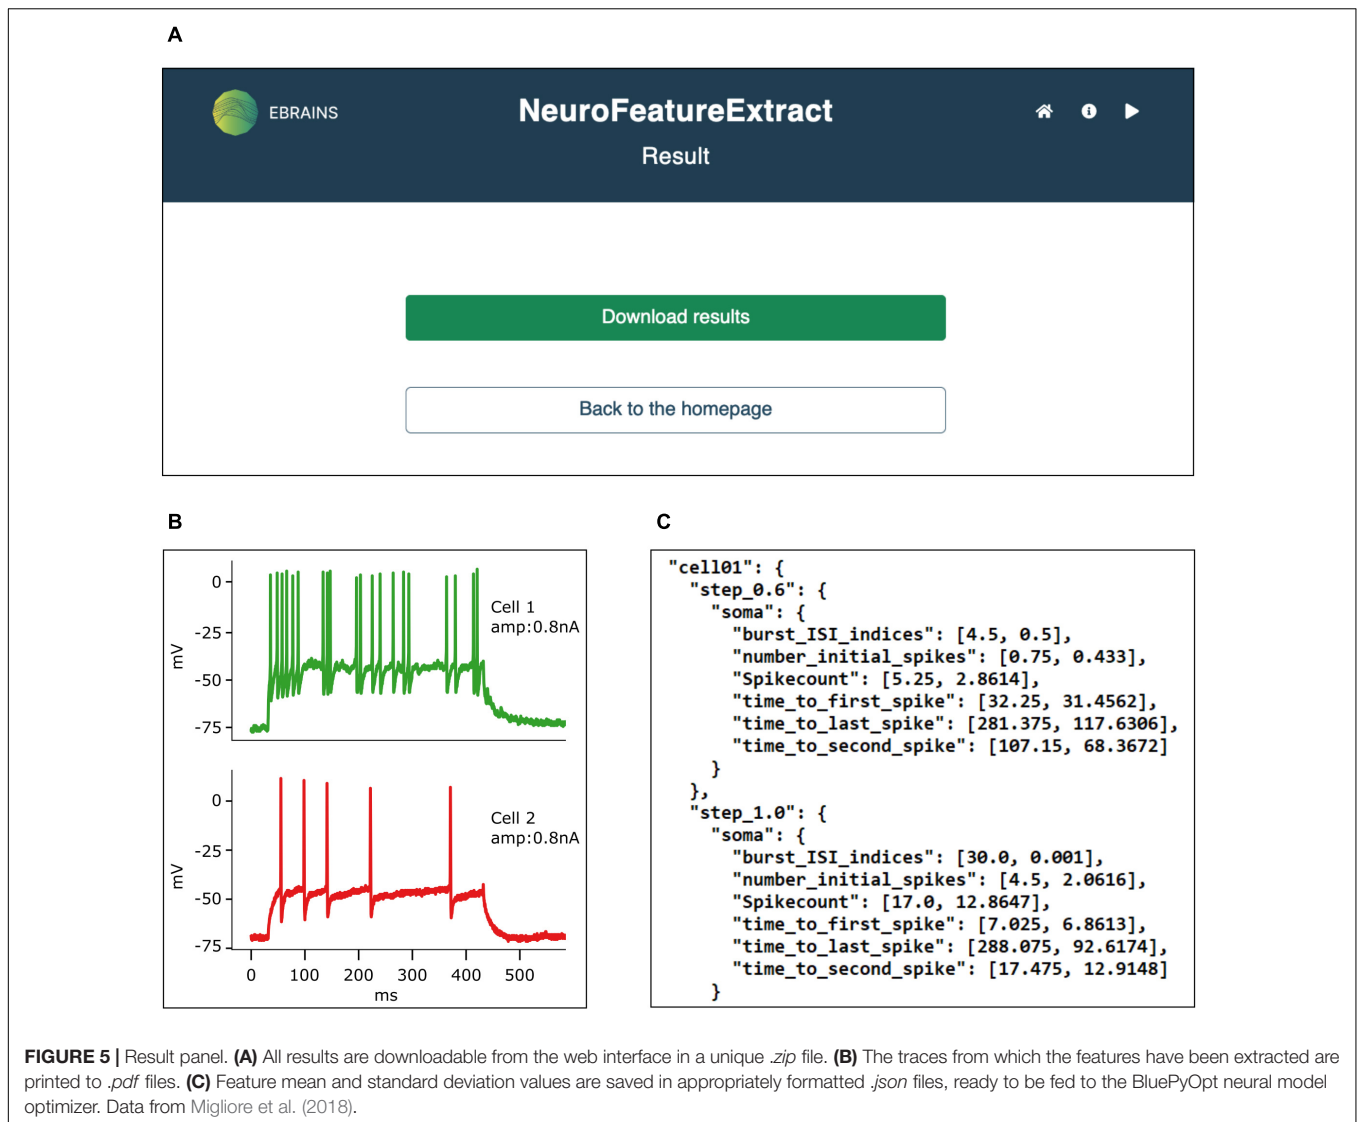 A
EBRAINS
NeuroFeatureExtract
Result
Download results
Back to the homepage
B
0
-25
-50
-75
mV
Cell 1
amp:0.8nA
0
-25
-50
-75
mV
Cell 2
amp:0.8nA
0 100 200 300 400 500
ms
C
"cell01": {
"step_0.6": {
"soma": {
"burst_ISI_indices": [4.5, 0.5],
"number_initial_spikes": [0.75, 0.433],
"Spikecount": [5.25, 2.8614],
"time_to_first_spike": [32.25, 31.4562],
"time_to_last_spike": [281.375, 117.6306],
"time_to_second_spike": [107.15, 68.3672]
}
},
"step_1.0": {
"soma": {
"burst_ISI_indices": [30.0, 0.001],
"number_initial_spikes": [4.5, 2.0616],
"Spikecount": [17.0, 12.8647],
"time_to_first_spike": [7.025, 6.8613],
"time_to_last_spike": [288.075, 92.6174],
"time_to_second_spike": [17.475, 12.9148]
}
FIGURE 5 | Result panel. (A) All results are downloadable from the web interface in a unique .zip file. (B) The traces from which the features have been extracted are
printed to .pdf files. (C) Feature mean and standard deviation values are saved in appropriately formatted .json files, ready to be fed to the BluePyOpt neural model
optimizer. Data from Migliore et al. (2018).